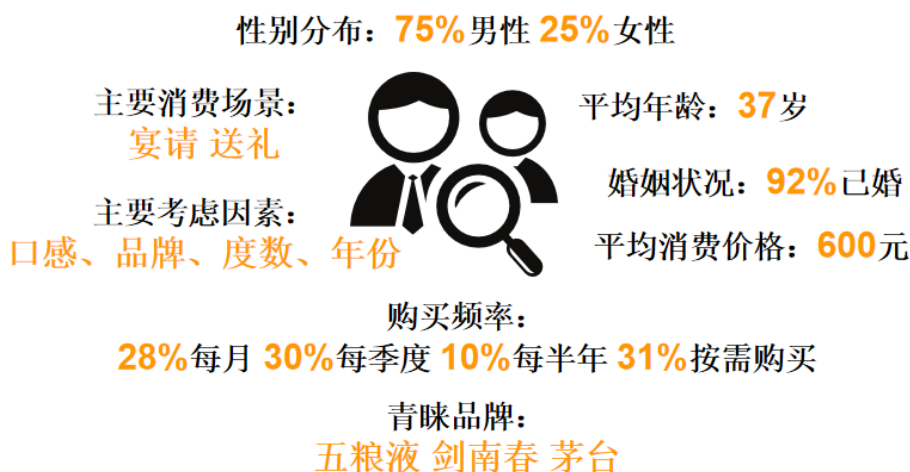 性别分布：75%男性 25%女性
主要消费场景：
宴请 送礼
平均年龄：37岁
婚姻状况：92%已婚
主要考虑因素：
口感、品牌、度数、年份
平均消费价格：600元
购买频率：
28%每月 30%每季度 10%每半年 31%按需购买
青睐品牌：
五粮液 剑南春 茅台